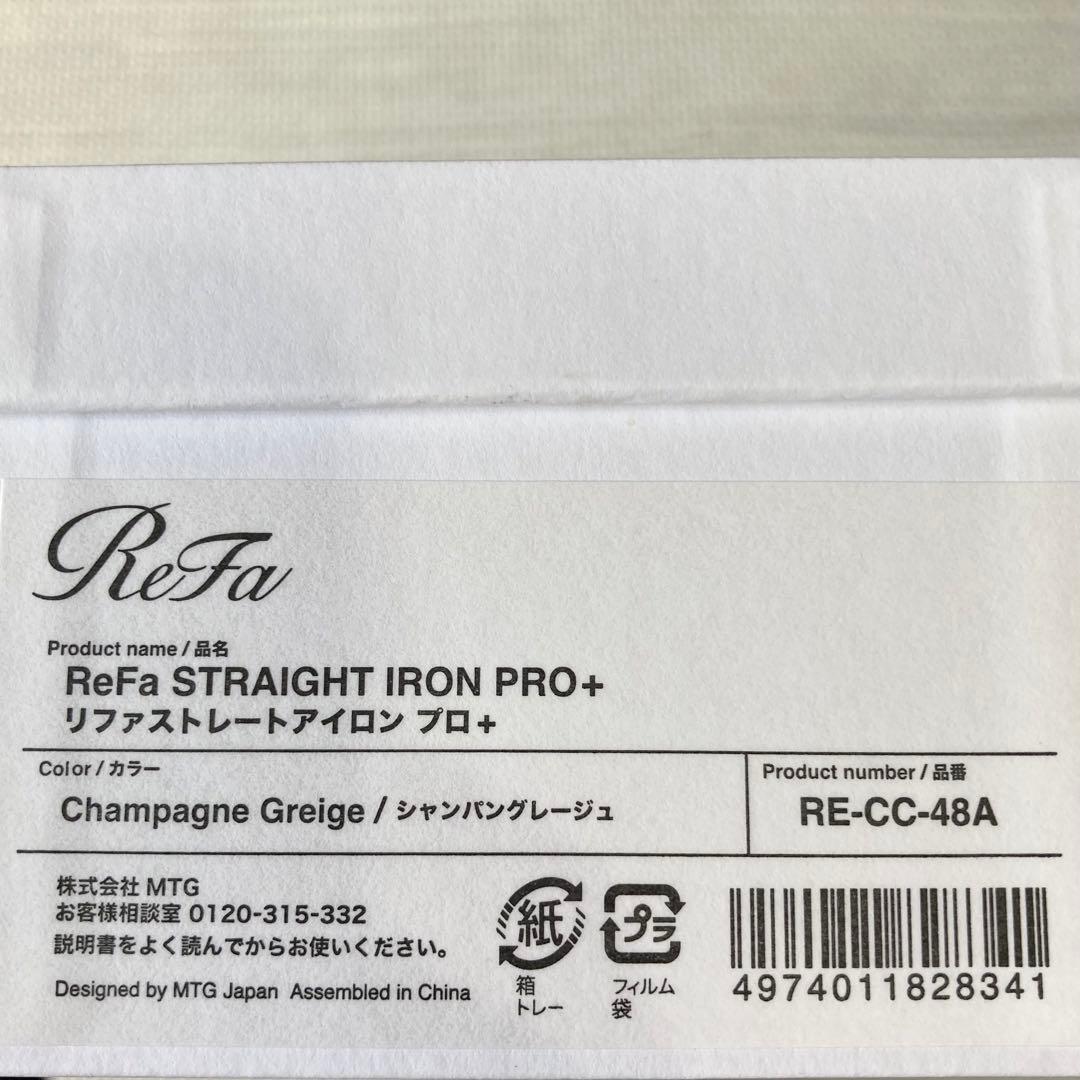 ReFa
Product name / 品名
ReFa STRAIGHT IRON PRO+
リファストレートアイロン プロ+
Color / カラー
Champagne Greige / シャンパングレージュ
Product number / 品番
RE-CC-48A
株式会社 MTG
お客様相談室 0120-315-332
説明書をよく読んでからお使いください。
Designed by MTG Japan Assembled in China
紙
箱
トレー
プラ
フィルム
袋
4974011828341